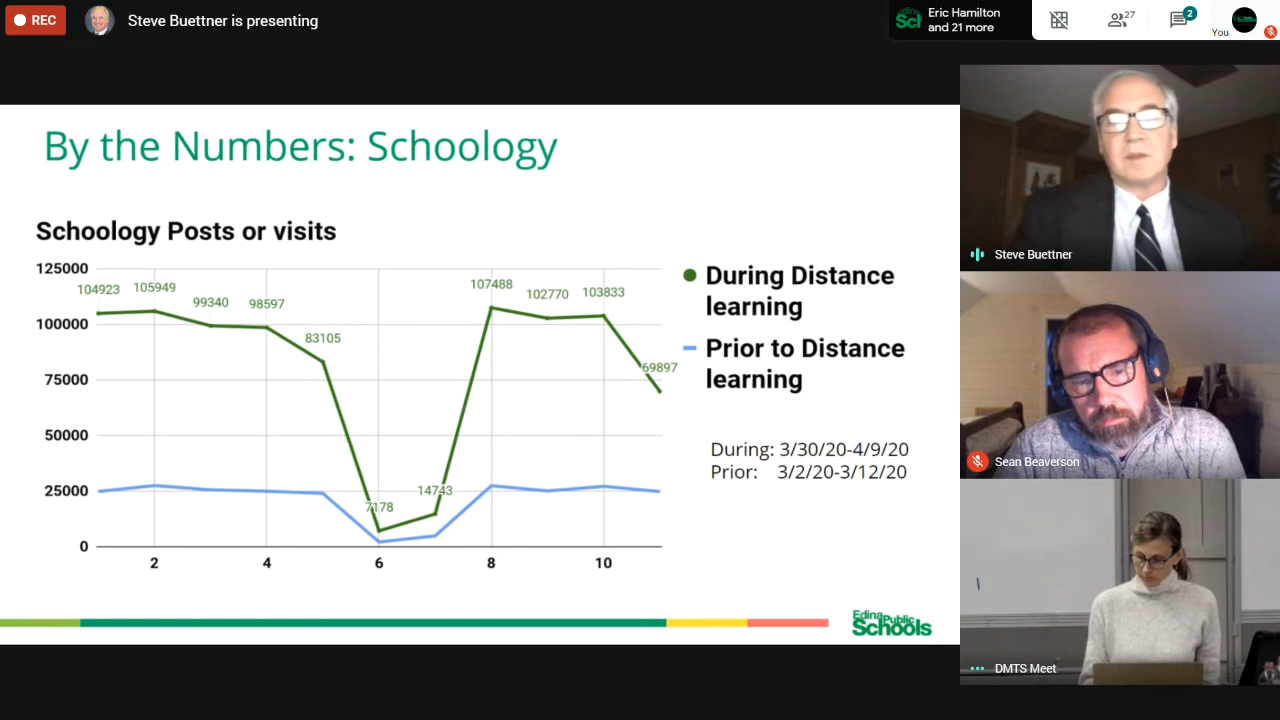 REC
Steve Buettner is presenting
Eric Hamilton
and 21 more
27
2
You
By the Numbers: Schoology
Schoology Posts or visits
125000
100000
75000
50000
25000
0
104923
105949
99340
98597
83105
7178
14743
107488
102770
103833
69897
2
4
6
8
10
During Distance
learning
Prior to Distance
learning
During: 3/30/20-4/9/20
Prior: 3/2/20-3/12/20
Edina Public
Schools
Steve Buettner
Sean Beaverson
DMTS Meet